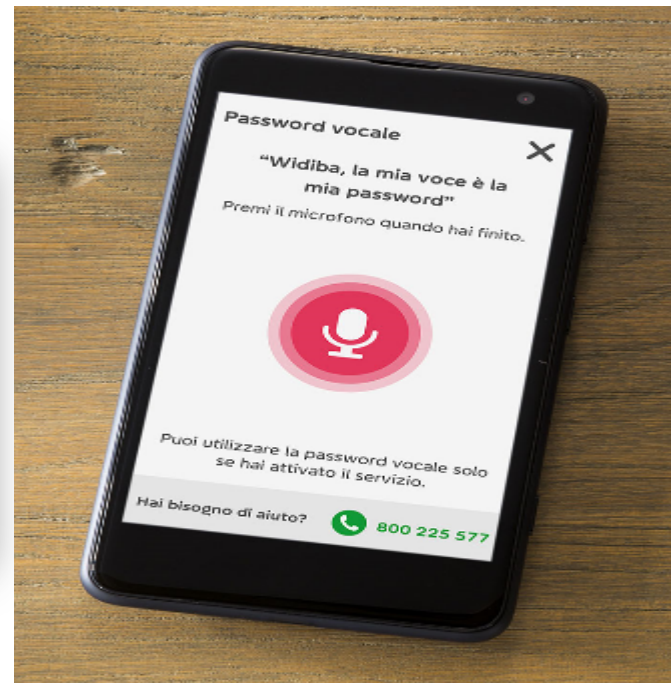 Password vocale
"Widiba, la mia voce è la
mia password"
Premi il microfono quando hai finito.
Puoi utilizzare la password vocale solo
se hai attivato il servizio.
Hai bisogno di aiuto? 800 225 577